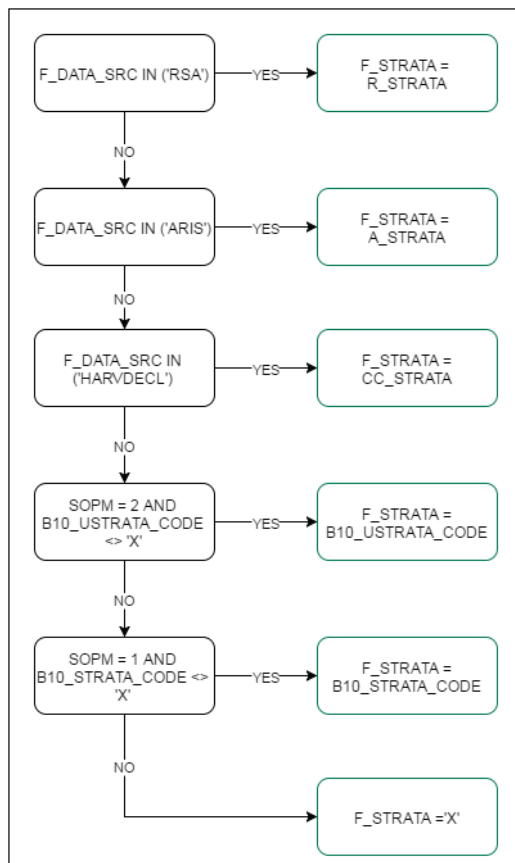 F_DATA_SRC IN ('RSA')
YES
F_STRATA =
R_STRATA
NO
F_DATA_SRC IN ('ARIS')
YES
F_STRATA =
A_STRATA
NO
F_DATA_SRC IN
('HARVDECL')
YES
F_STRATA =
CC_STRATA
NO
SOPM = 2 AND
B10_USTRATA_CODE
<> 'X'
YES
F_STRATA =
B10_USTRATA_CODE
NO
SOPM = 1 AND
B10_STRATA_CODE <>
'X'
YES
F_STRATA =
B10_STRATA_CODE
NO
F_STRATA ='X'